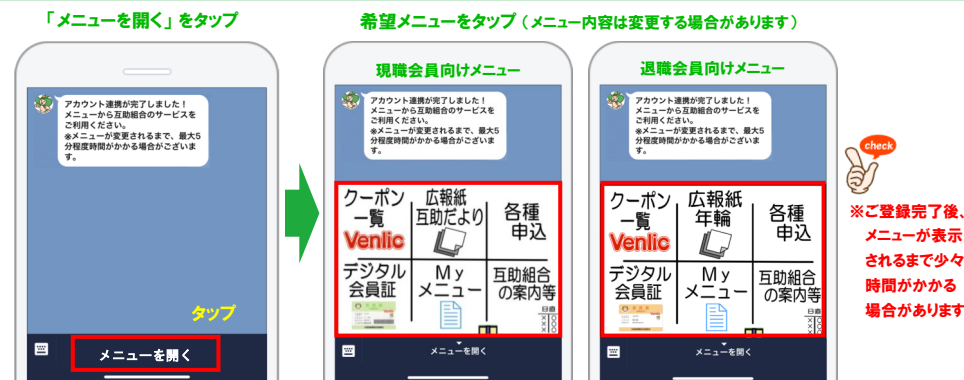 「メニューを開く」をタップ
希望メニューをタップ（メニュー内容は変更する場合があります）
アカウント連携が完了しました！
メニューから互助組合のサービスを
ご利用ください。
※メニューが変更されるまで、最大5
分程度時間がかかる場合がございま
す。
タップ
メニューを開く
現職会員向けメニュー
アカウント連携が完了しました！
メニューから互助組合のサービスを
ご利用ください。
※メニューが変更されるまで、最大5
分程度時間がかかる場合がございま
す。
クーポン
一覧
Venlic
広報紙
互助だより
各種
申込
デジタル
会員証
My
メニュー
互助組合
の案内等
メニューを開く
退職会員向けメニュー
アカウント連携が完了しました！
メニューから互助組合のサービスを
ご利用ください。
※メニューが変更されるまで、最大5
分程度時間がかかる場合がございま
す。
クーポン
一覧
Venlic
広報紙
年輪
各種
申込
デジタル
会員証
My
メニュー
互助組合
の案内等
メニューを開く
check
※ご登録完了後、
メニューが表示
されるまで少々
時間がかかる
場合があります